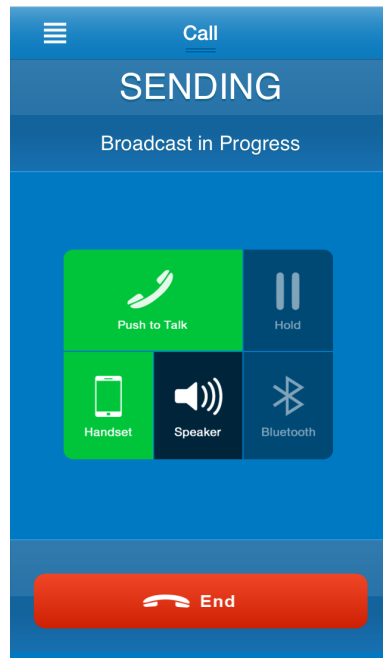 Call
SENDING
Broadcast in Progress
Push to Talk
Hold
Handset
Speaker
Bluetooth
End